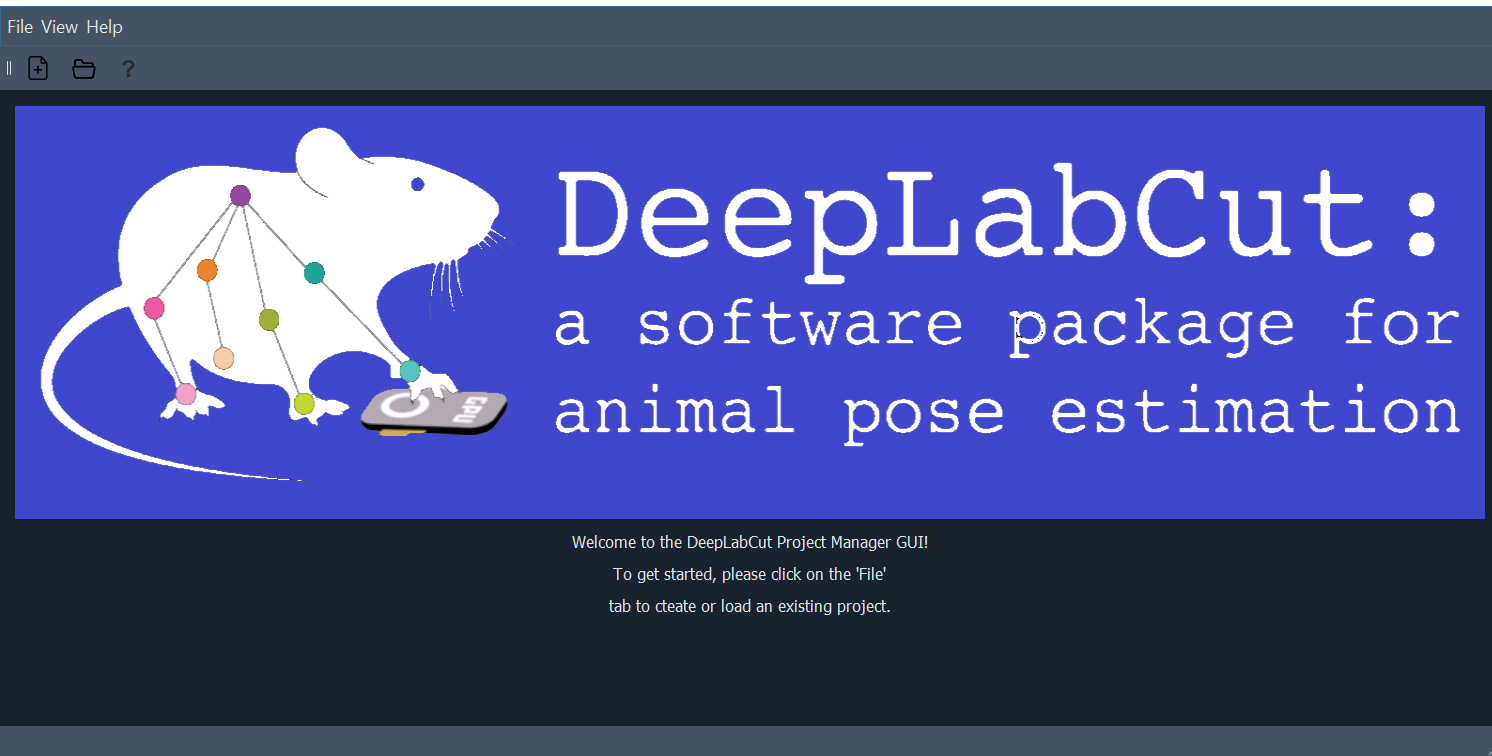 File View Help
?
GPU
DeepLabCut:
a software package for
animal pose estimation
Welcome to the DeepLabCut Project Manager GUI!
To get started, please click on the 'File'
tab to cteate or load an existing project.